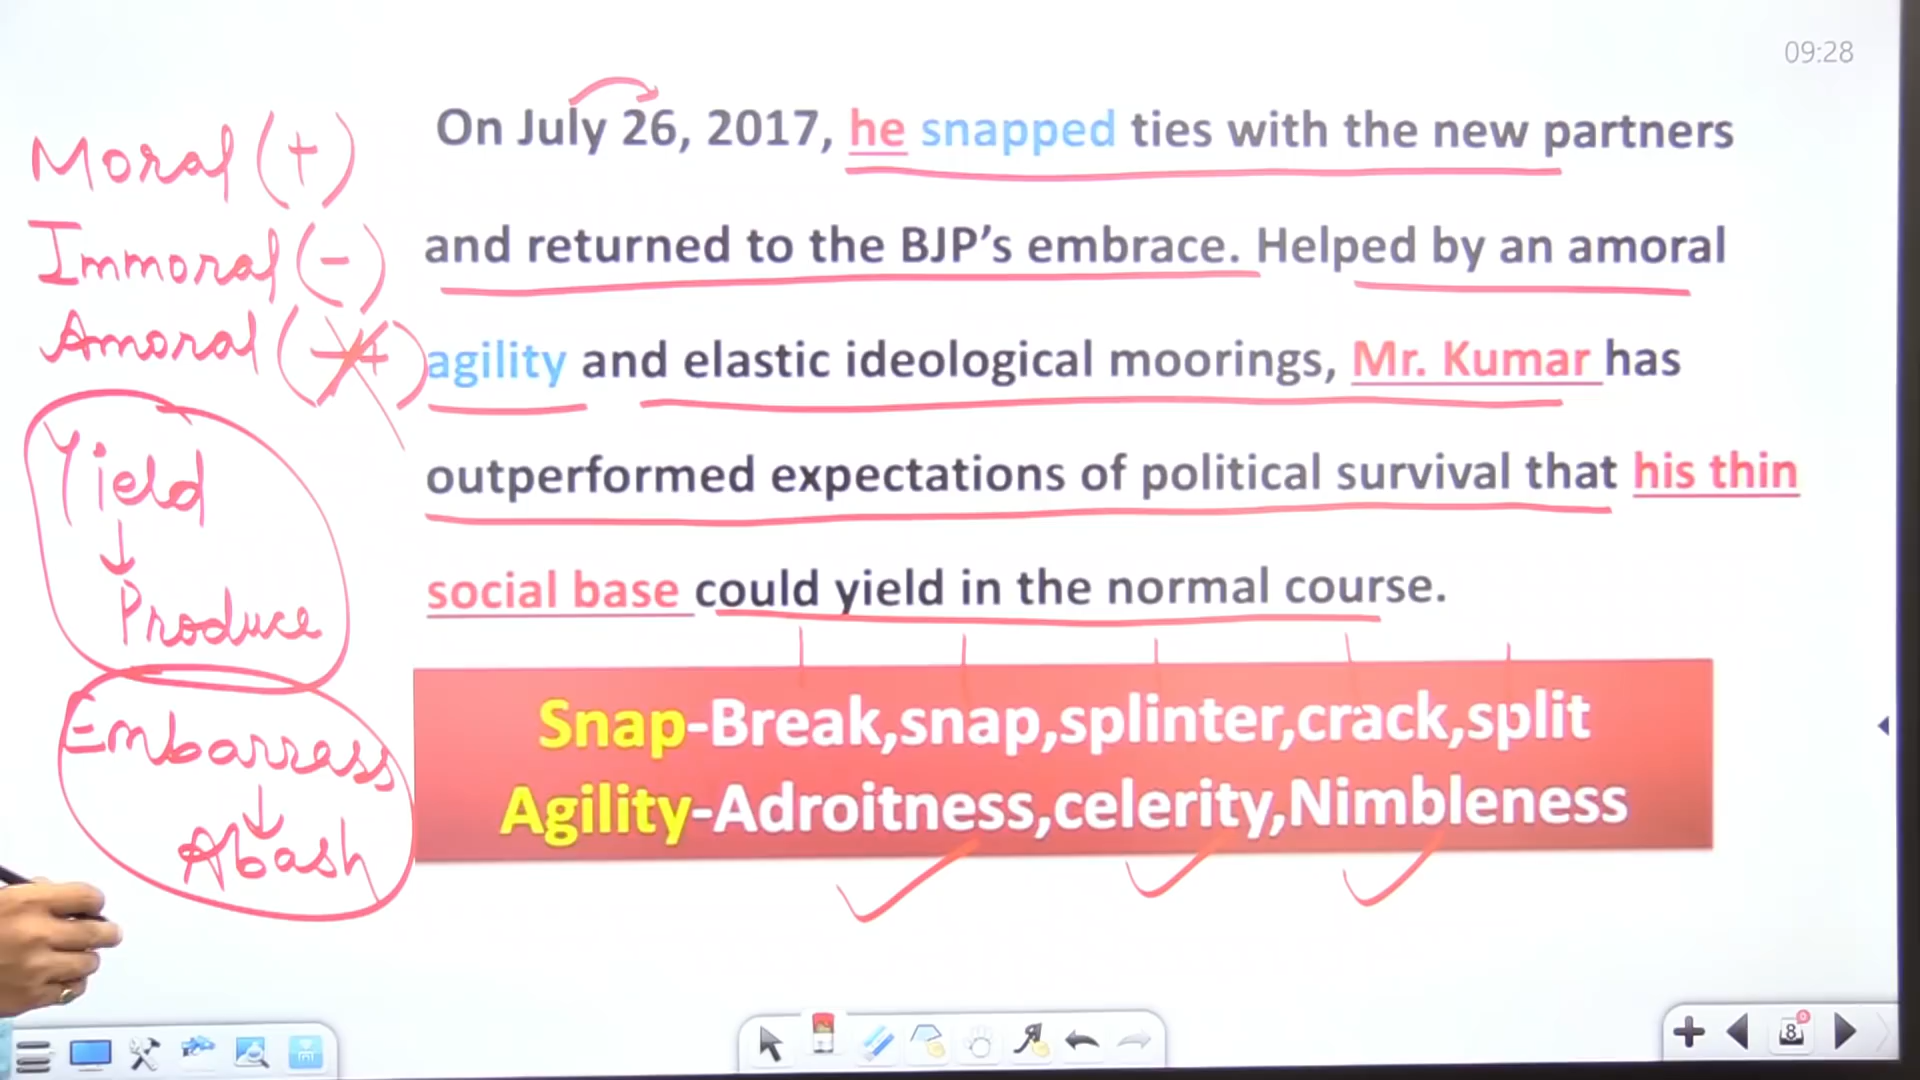 09:28
On July 26, 2017, he snapped ties with the new partners
and returned to the BJP's embrace. Helped by an amoral
agility and elastic ideological moorings, Mr. Kumar has
outperformed expectations of political survival that his thin
social base could yield in the normal course.
Snap-Break,snap,splinter,crack,split
Agility-Adroitness,celerity,Nimbleness
Moral (+)
Immoral (-)
Amoral (-+)
Yield
↓
Produce
Embarress
↓
Abash
8
0